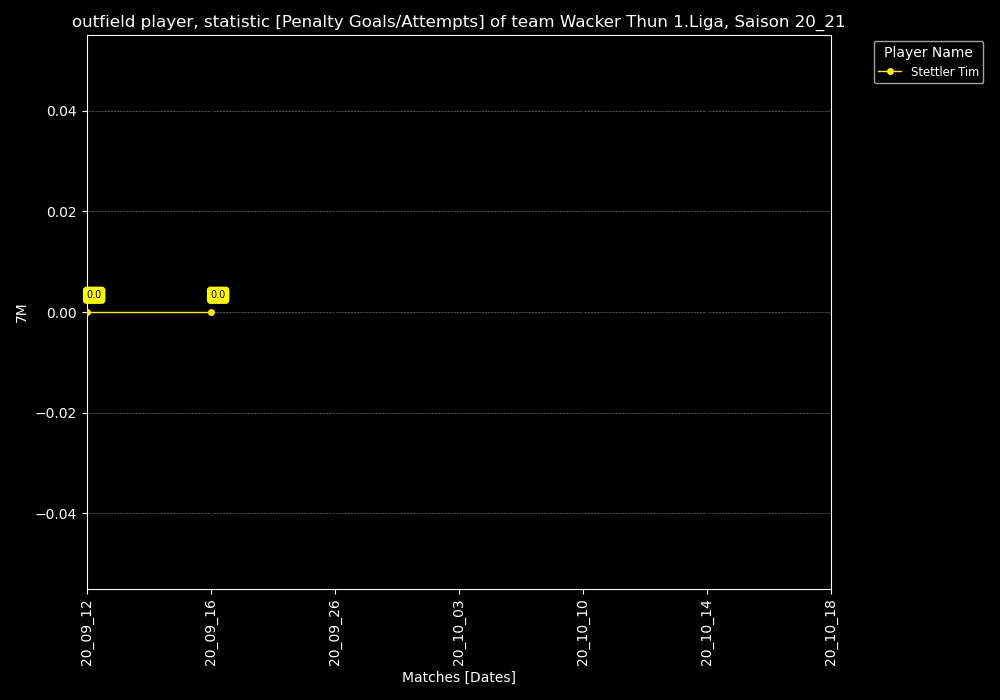 outfield player, statistic [Penalty Goals/Attempts] of team Wacker Thun 1.Liga, Saison 20_21
Player Name
Stettler Tim
0.04
0.02
0.00
−0.02
−0.04
7M
0.0
0.0
20_09_12
20_09_16
20_09_26
20_10_03
20_10_10
20_10_14
20_10_18
Matches [Dates]